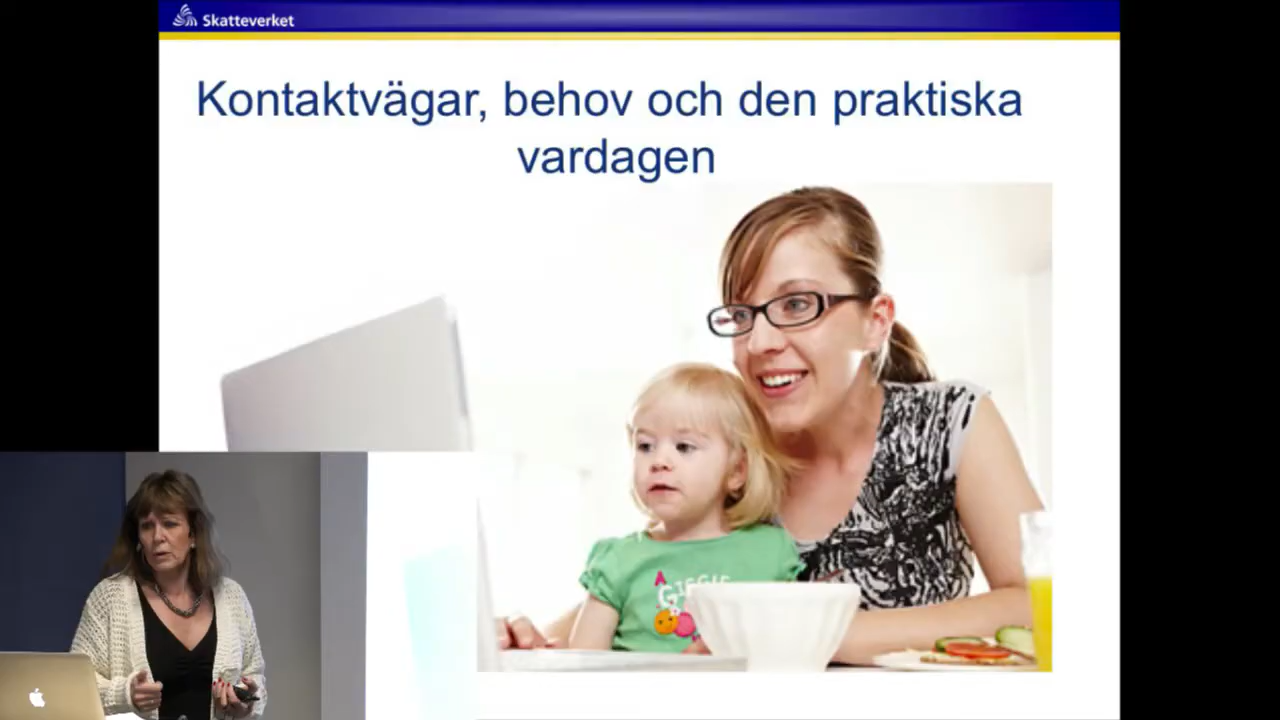 Skatteverket
Kontaktvägar, behov och den praktiska
vardagen
A